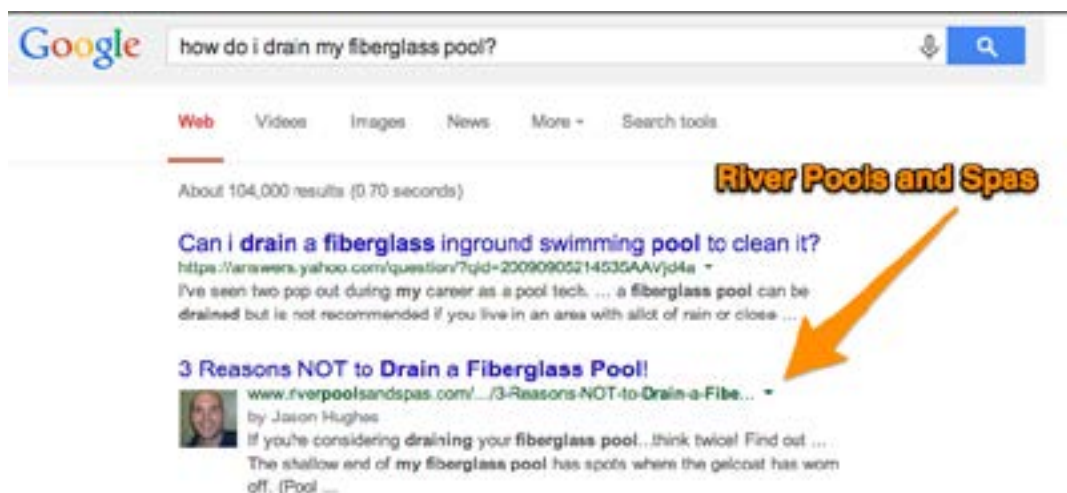 Google how do i drain my fiberglass pool?
Web Videos Images News More Search tools
About 104,000 results (0.70 seconds)
River Pools and Spas
Can i drain a fiberglass inground swimming pool to clean it?
https://answers.yahoo.com/question/?qid=20090905214535AAVjd4a
I've seen two pop out during my career as a pool tech. ... a fiberglass pool can be
drained but is not recommended if you live in an area with allot of rain or close ...
3 Reasons NOT to Drain a Fiberglass Pool!
www.riverpoolsandspas.com/.../3-Reasons-NOT-to-Drain-a-Fibe...
by Jason Hughes
If you're considering draining your fiberglass pool...think twice! Find out ...
The shallow end of my fiberglass pool has spots where the gelcoat has worn
off. (Pool ...